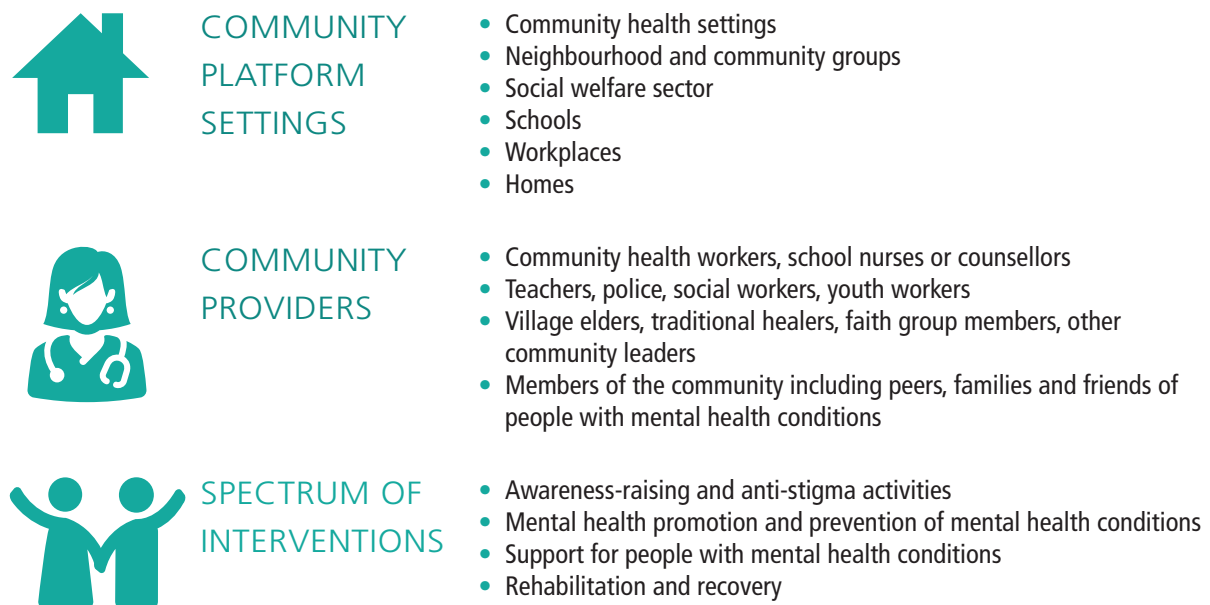 COMMUNITY
PLATFORM
SETTINGS
• Community health settings
• Neighbourhood and community groups
• Social welfare sector
• Schools
• Workplaces
• Homes
COMMUNITY
PROVIDERS
• Community health workers, school nurses or counsellors
• Teachers, police, social workers, youth workers
• Village elders, traditional healers, faith group members, other
community leaders
• Members of the community including peers, families and friends of
people with mental health conditions
SPECTRUM OF
INTERVENTIONS
• Awareness-raising and anti-stigma activities
• Mental health promotion and prevention of mental health conditions
• Support for people with mental health conditions
• Rehabilitation and recovery